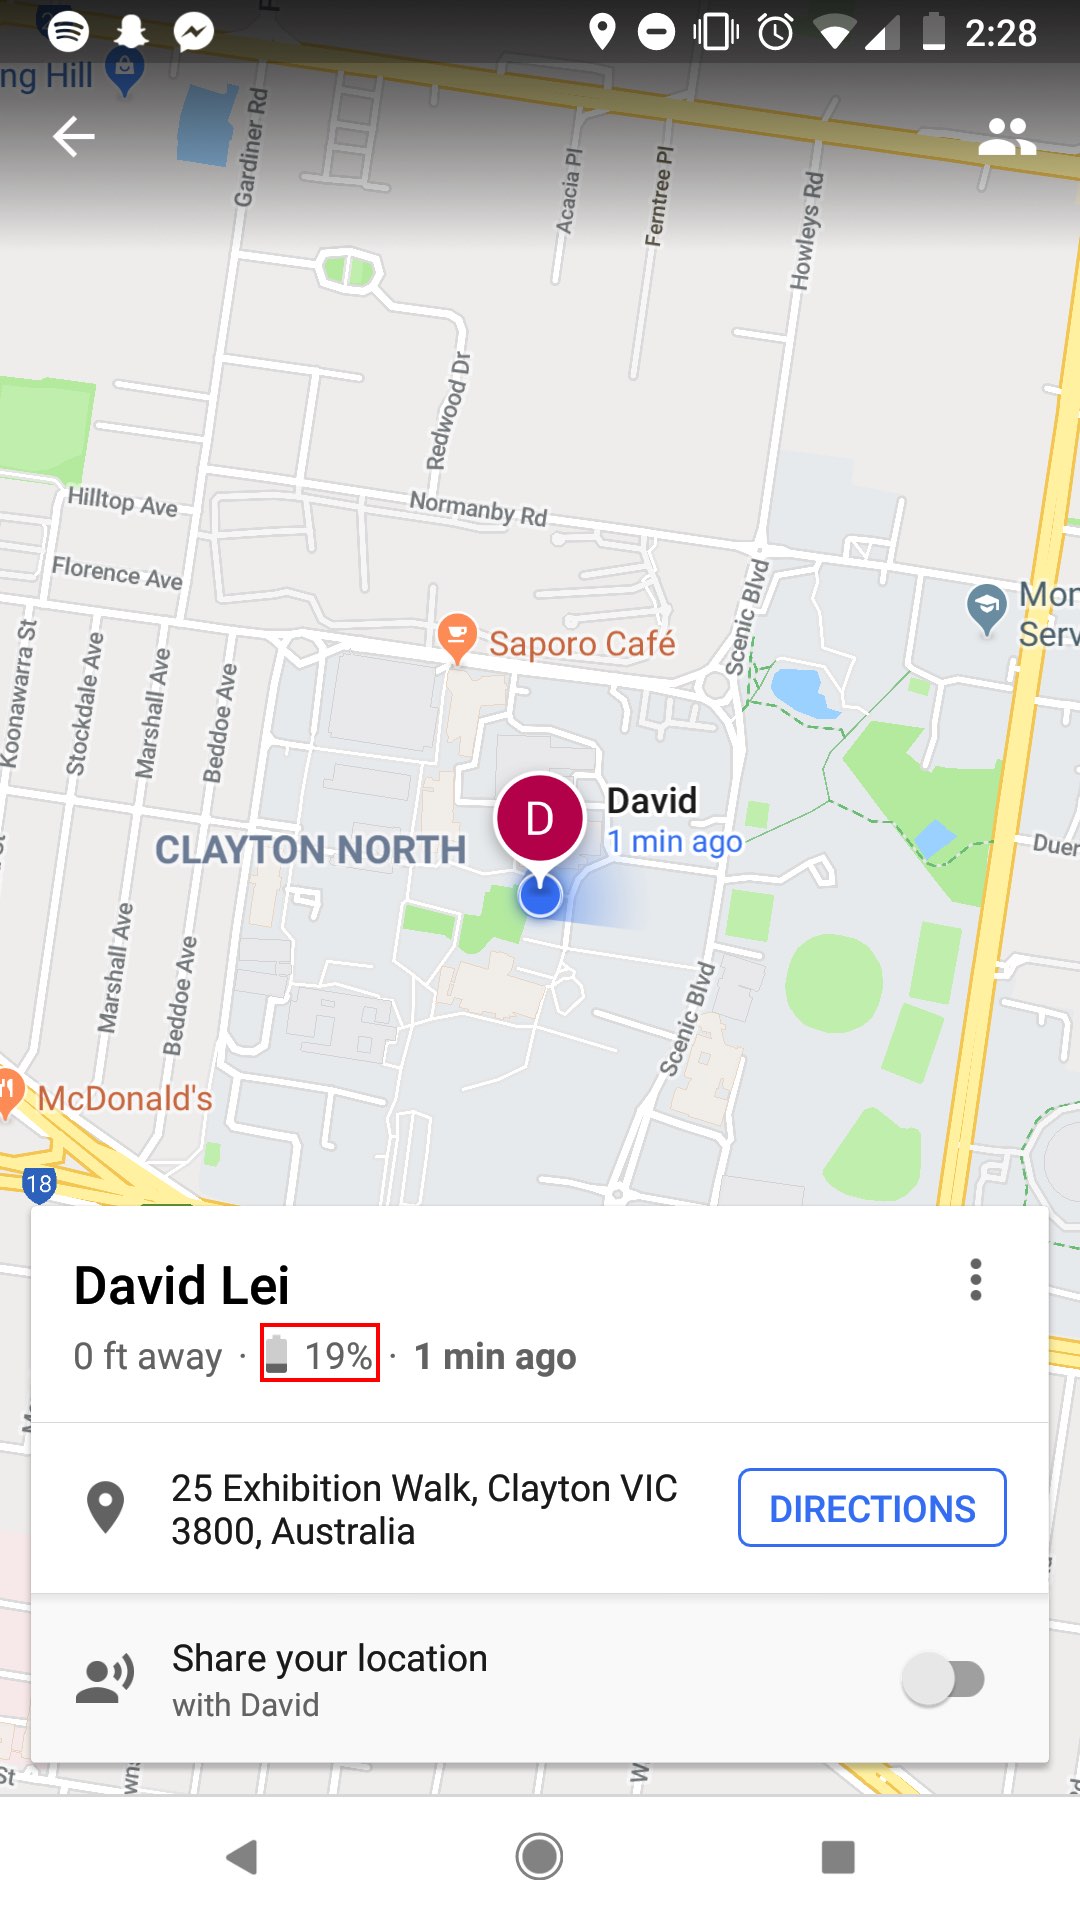 2:28
ng Hill
Gardiner Rd
Acacia Pl
Ferntree Pl
Howleys Rd
Redwood Dr
Hilltop Ave
Normanby Rd
Florence Ave
Scenic Blvd
Mon
Serv
Saporo Café
Koonawarra St
Stockdale Ave
Marshall Ave
Beddoe Ave
D
David
1 min ago
CLAYTON NORTH
Duer
Marshall Ave
Beddoe Ave
Scenic Blvd
McDonald's
18
David Lei
0 ft away · 19% · 1 min ago
25 Exhibition Walk, Clayton VIC
3800, Australia
DIRECTIONS
Share your location
with David
St
wns
W